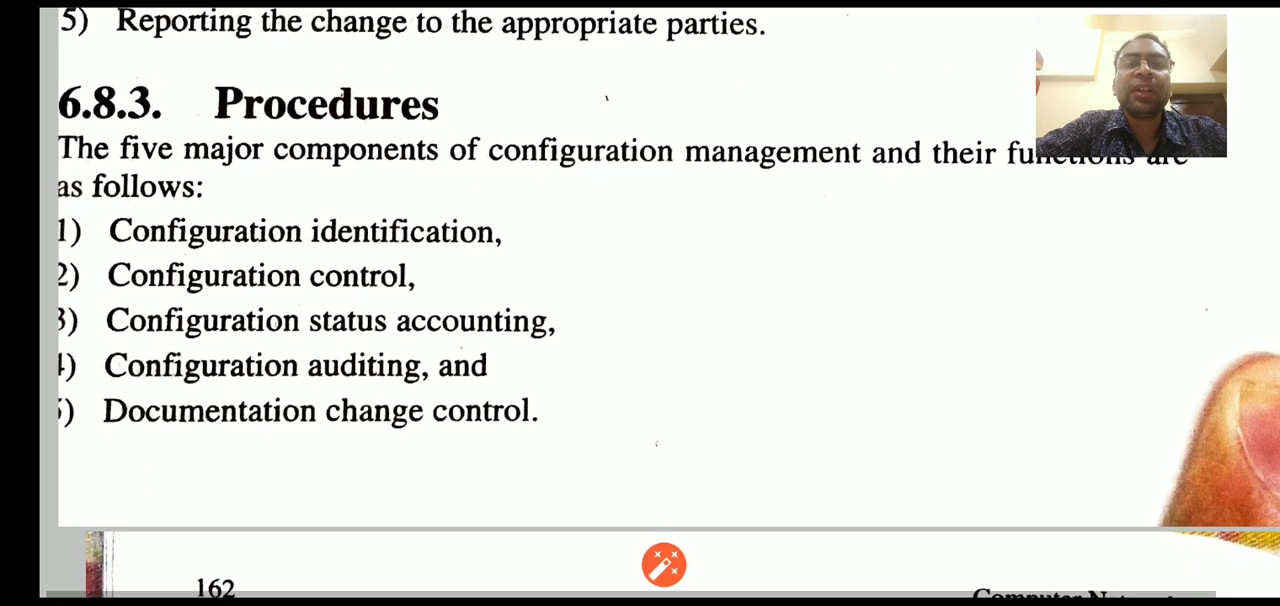 5) Reporting the change to the appropriate parties.
6.8.3. Procedures
The five major components of configuration management and their functions are
as follows:
1) Configuration identification,
2) Configuration control,
3) Configuration status accounting,
4) Configuration auditing, and
5) Documentation change control.
162